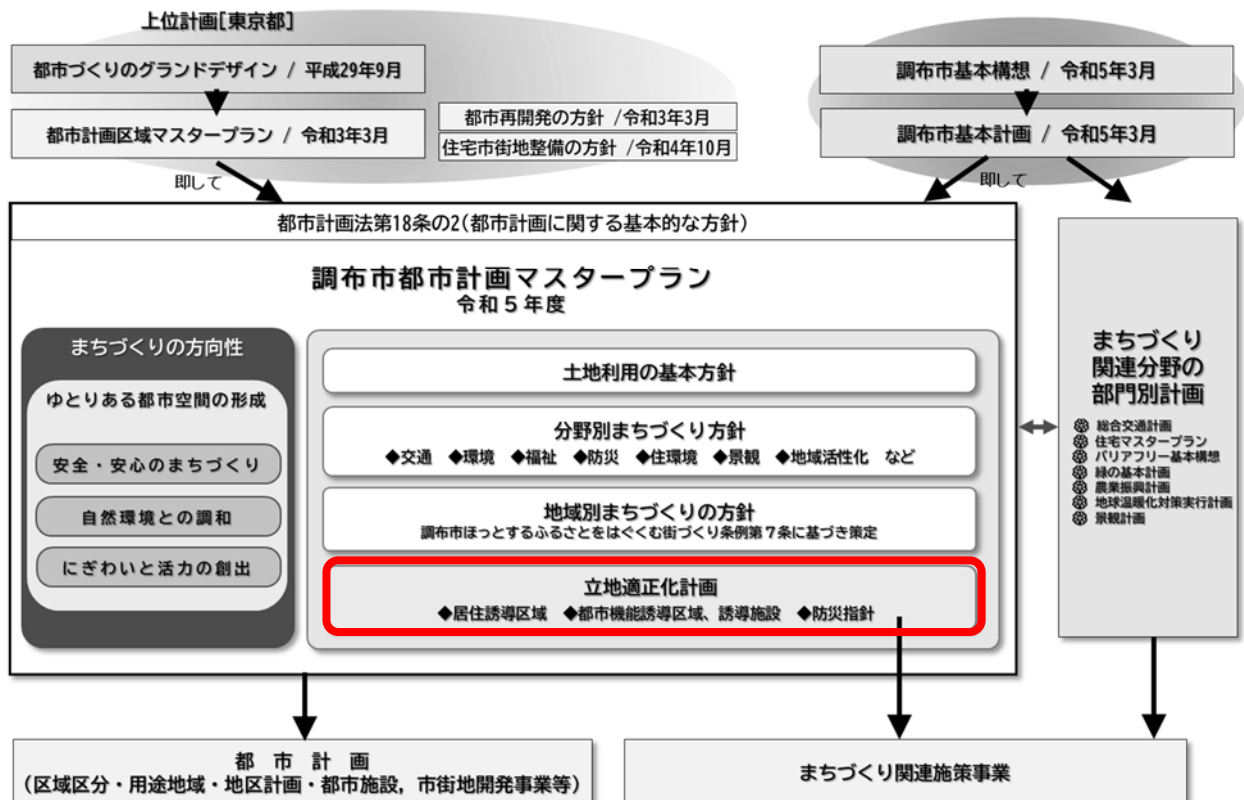 上位計画[東京都]
都市づくりのグランドデザイン / 平成29年9月
都市計画区域マスタープラン / 令和3年3月
都市再開発の方針 /令和3年3月
住宅市街地整備の方針 /令和4年10月
調布市基本構想 / 令和5年3月
調布市基本計画 / 令和5年3月
即して
即して
都市計画法第18条の2(都市計画に関する基本的な方針)
調布市都市計画マスタープラン
令和5年度
まちづくりの方向性
ゆとりある都市空間の形成
安全・安心のまちづくり
自然環境との調和
にぎわいと活力の創出
土地利用の基本方針
分野別まちづくり方針
◆交通 ◆環境 ◆福祉 ◆防災 ◆住環境 ◆景観 ◆地域活性化 など
地域別まちづくりの方針
調布市ほっとするふるさとをはぐくむ街づくり条例第7条に基づき策定
立地適正化計画
◆居住誘導区域 ◆都市機能誘導区域、誘導施設 ◆防災指針
まちづくり
関連分野の
部門別計画
総合交通計画
住宅マスタープラン
バリアフリー基本構想
緑の基本計画
農業振興計画
地球温暖化対策実行計画
景観計画
都 市 計 画
(区域区分・用途地域・地区計画・都市施設，市街地開発事業等)
まちづくり関連施策事業